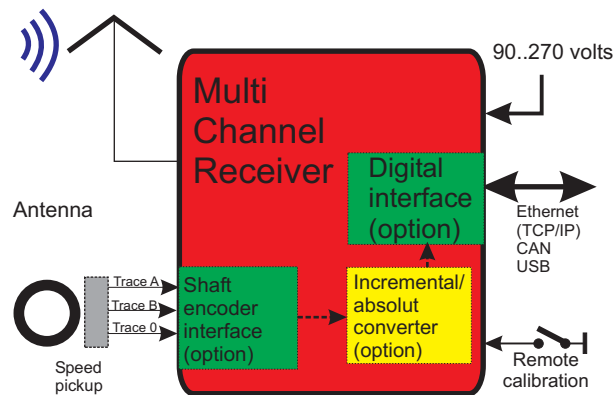 90..270 volts
Multi
Channel
Receiver
Digital
interface
(option)
Ethernet
(TCP/IP)
CAN
USB
Antenna
Trace A
Trace B
Trace 0
Speed
pickup
Shaft
encoder
interface
(option)
Incremental/
absolut
converter
(option)
Remote
calibration